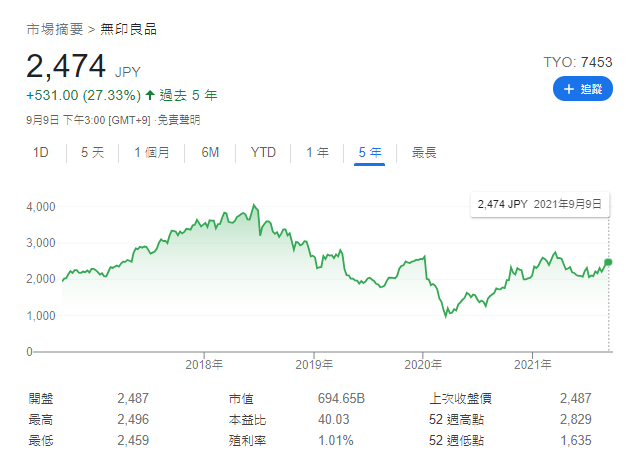 市場摘要 > 無印良品
2,474 JPY
TYO: 7453
+531.00 (27.33%) 過去 5 年
+ 追蹤
9月9日 下午3:00 [GMT+9] ·免責聲明
1D 5 天 1 個月 6M YTD 1 年 5 年 最長
2,474 JPY 2021年9月9日
4,000
3,000
2,000
1,000
0
2018年 2019年 2020年 2021年
開盤 2,487 市值 694.65B 上次收盤價 2,487
最高 2,496 本益比 40.03 52 週高點 2,829
最低 2,459 殖利率 1.01% 52 週低點 1,635